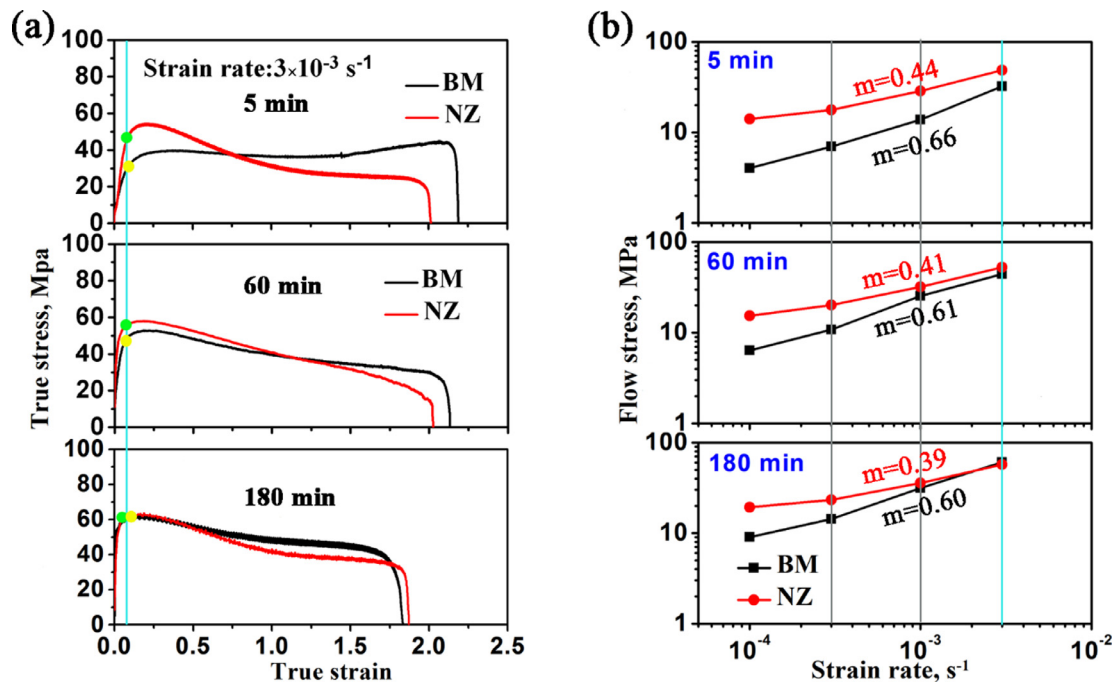 (a)
100
80
60
40
20
0
Strain rate:3×10⁻³ s⁻¹
5 min
BM
NZ
100
80
60
40
20
0
60 min
BM
NZ
100
80
60
40
20
0
180 min
0.0 0.5 1.0 1.5 2.0 2.5
True strain
True stress, Mpa
(b)
100
10
1
5 min
m=0.44
m=0.66
100
10
1
60 min
m=0.41
m=0.61
100
10
1
180 min
m=0.39
m=0.60
BM
NZ
10⁻⁴ 10⁻³ 10⁻²
Strain rate, s⁻¹
Flow stress, MPa